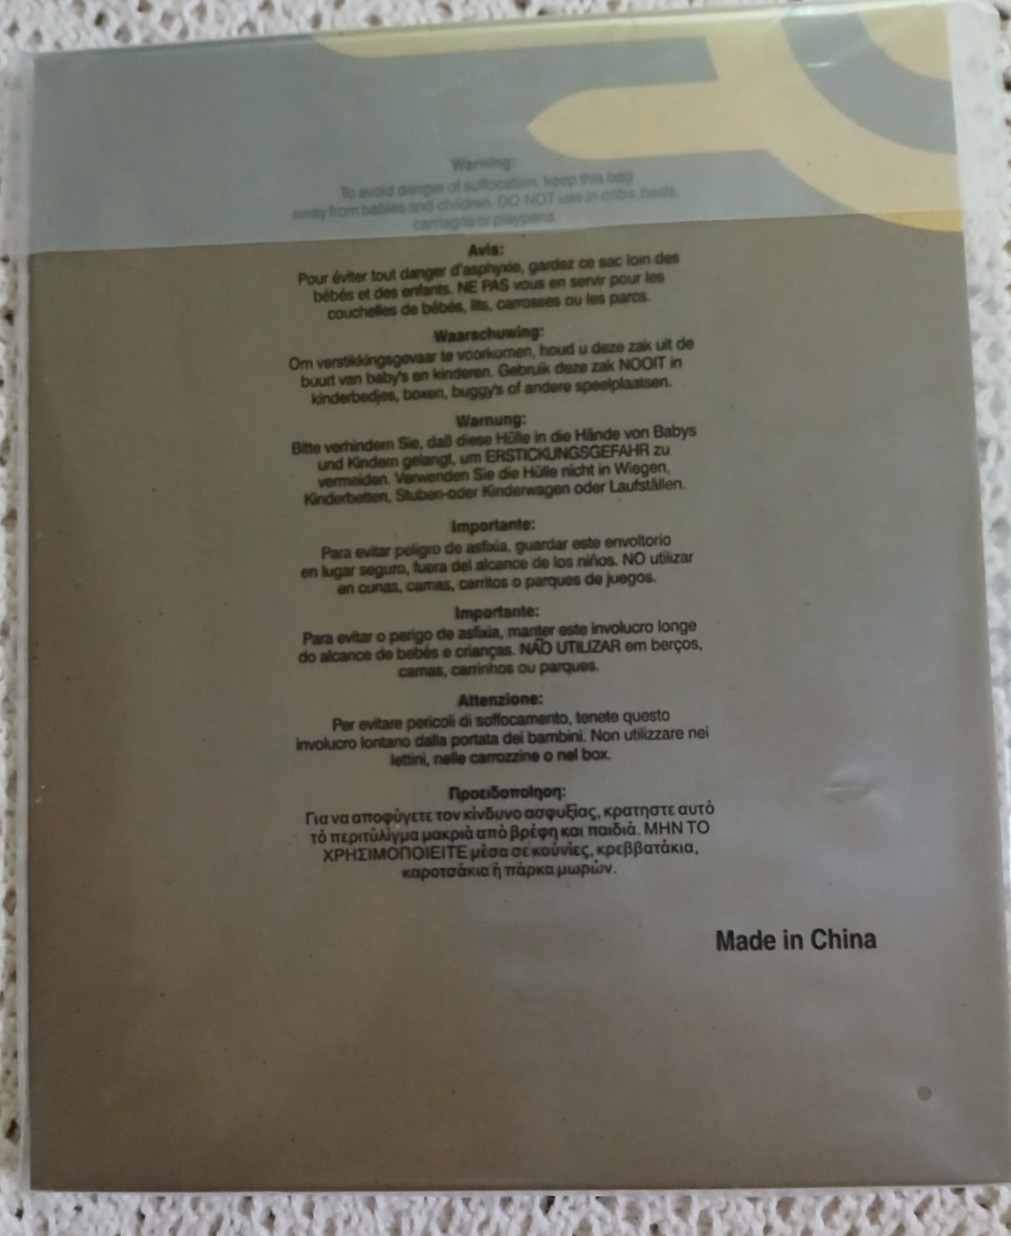 Warning:
To avoid danger of suffocation, keep this bag
away from babies and children. DO NOT use in cribs, beds,
carriages or playpens.
Avis:
Pour éviter tout danger d'asphyxie, gardez ce sac loin des
bébés et des enfants. NE PAS vous en servir pour les
couchelles de bébés, lits, carrosses ou les parcs.
Waarschuwing:
Om verstikkingsgevaar te voorkomen, houd u deze zak uit de
buurt van baby's en kinderen. Gebruik deze zak NOOIT in
kinderbedjes, boxen, buggy's of andere speelplaatsen.
Warnung:
Bitte verhindern Sie, daß diese Hülle in die Hände von Babys
und Kindern gelangt, um ERSTICKUNGSGEFAHR zu
vermeiden. Verwenden Sie die Hülle nicht in Wiegen,
Kinderbetten, Stuben-oder Kinderwagen oder Laufställen.
Importante:
Para evitar peligro de asfixia, guardar este envoltorio
en lugar seguro, fuera del alcance de los niños. NO utilizar
en cunas, camas, carritos o parques de juegos.
Importante:
Para evitar o perigo de asfixia, manter este involucro longe
do alcance de bebés e crianças. NÃO UTILIZAR em berços,
camas, carrinhos ou parques.
Attenzione:
Per evitare pericoli di soffocamento, tenete questo
involucro lontano dalla portata dei bambini. Non utilizzare nei
lettini, nelle carrozzine o nel box.
Προειδοποίηση:
Για να αποφύγετε τον κίνδυνο ασφυξίας, κρατηστε αυτό
τό περιτύλιγμα μακριά από βρέφη και παιδιά. ΜΗΝ ΤΟ
ΧΡΗΣΙΜΟΠΟΙΕΙΤΕ μέσα σε κούνιες, κρεββατάκια,
καροτσάκια ή πάρκα μωρών.
Made in China